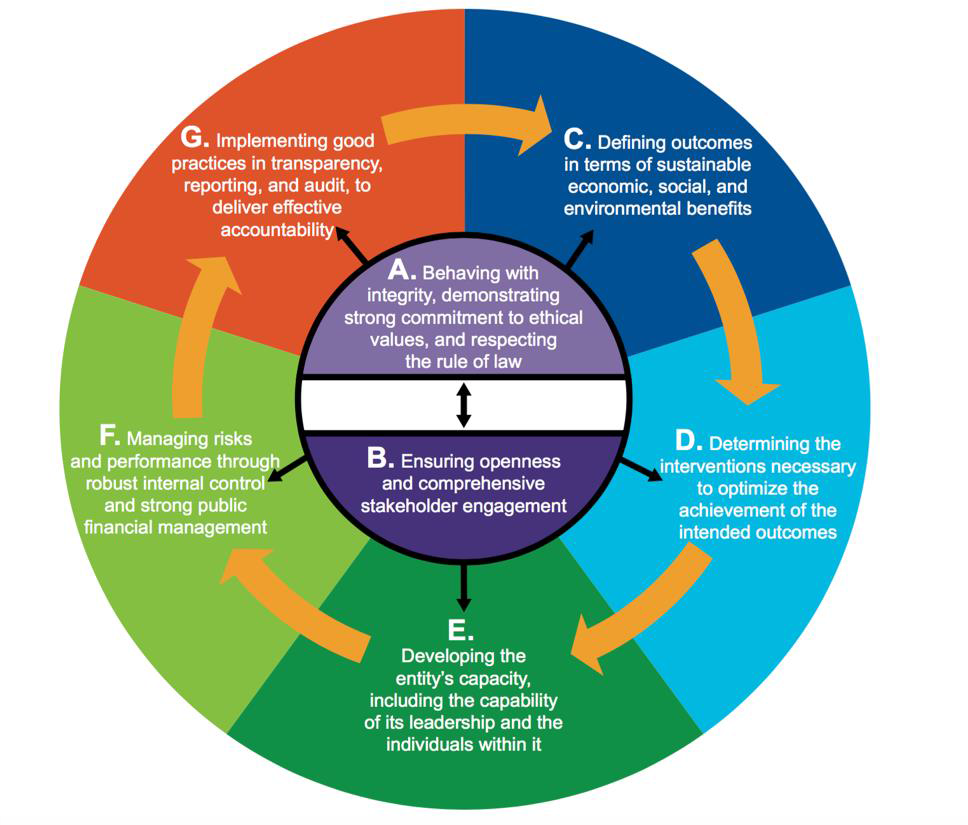 A. Behaving with
integrity, demonstrating
strong commitment to ethical
values, and respecting
the rule of law
B. Ensuring openness
and comprehensive
stakeholder engagement
C. Defining outcomes
in terms of sustainable
economic, social, and
environmental benefits
D. Determining the
interventions necessary
to optimize the
achievement of the
intended outcomes
E.
Developing the
entity's capacity,
including the capability
of its leadership and the
individuals within it
F. Managing risks
and performance through
robust internal control
and strong public
financial management
G. Implementing good
practices in transparency,
reporting, and audit, to
deliver effective
accountability